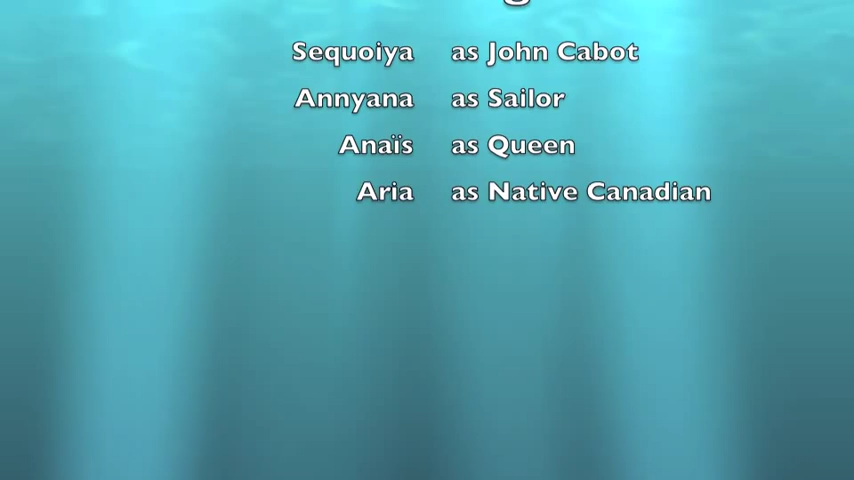 Sequoiya as John Cabot
Annyana as Sailor
Anaïs as Queen
Aria as Native Canadian